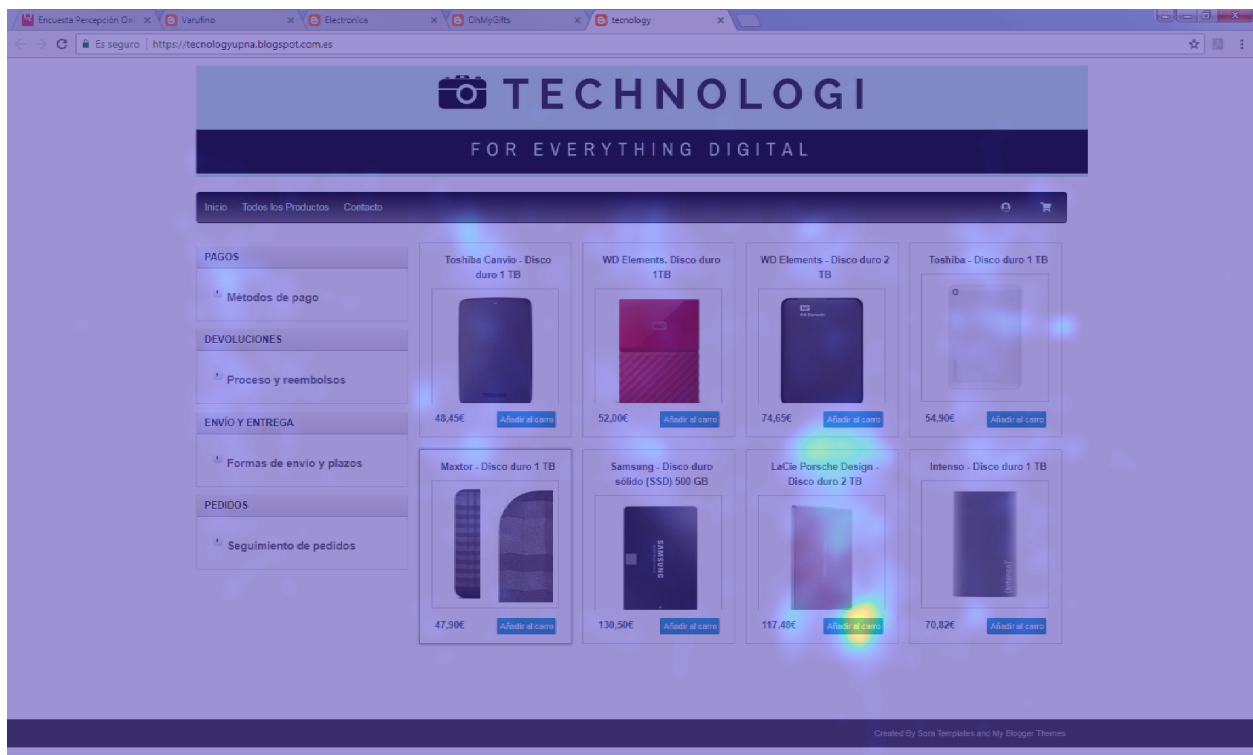 Encuesta Percepción Onli
Varufino
Electronica
OhMyGifts
tecnology
Es seguro
https://tecnologyupna.blogspot.com.es
TECHNOLOGI
FOR EVERYTHING DIGITAL
Inicio Todos los Productos Contacto
PAGOS
Métodos de pago
DEVOLUCIONES
Proceso y reembolsos
ENVÍO Y ENTREGA
Formas de envío y plazos
PEDIDOS
Seguimiento de pedidos
Toshiba Canvio - Disco
duro 1 TB
48,45€ Añadir al carro
WD Elements. Disco duro
1TB
52,00€ Añadir al carro
WD Elements - Disco duro 2
TB
WD
WD Elements
74,65€ Añadir al carro
Toshiba - Disco duro 1 TB
54,90€ Añadir al carro
Maxtor - Disco duro 1 TB
47,90€ Añadir al carro
Samsung - Disco duro
sólido (SSD) 500 GB
SAMSUNG
130,50€ Añadir al carro
LaCie Porsche Design -
Disco duro 2 TB
117,48€ Añadir al carro
Intenso - Disco duro 1 TB
(intenso)
70,82€ Añadir al carro
Created By Sora Templates and My Blogger Themes